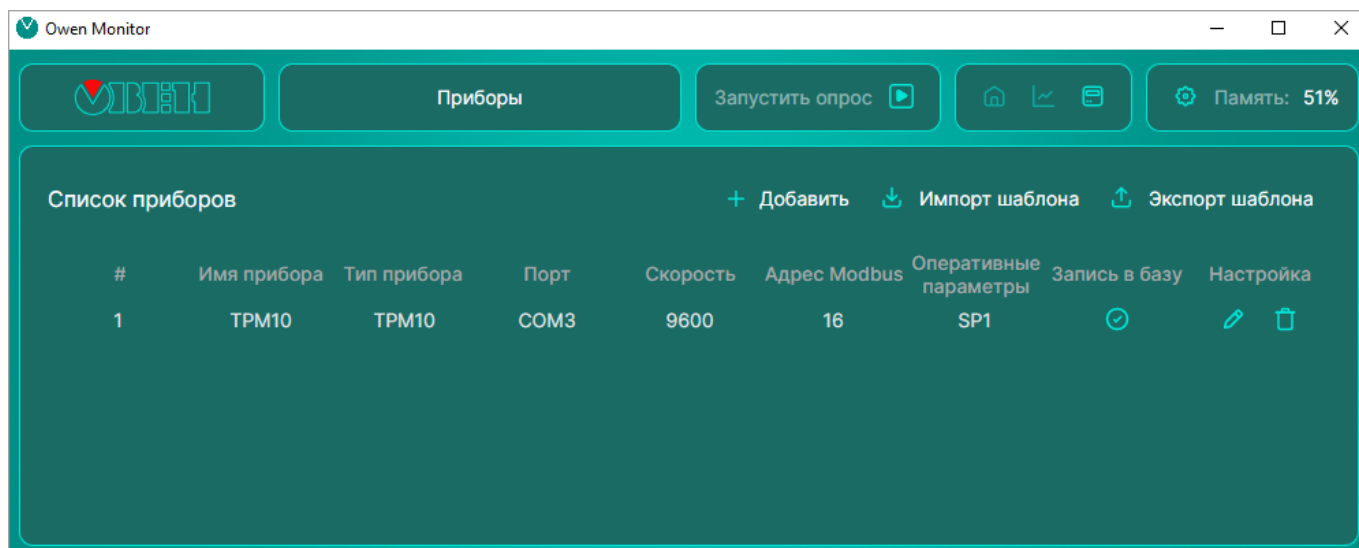 Owen Monitor
ОВЕН Приборы Запустить опрос Память: 51%
Список приборов + Добавить Импорт шаблона Экспорт шаблона
# Имя прибора Тип прибора Порт Скорость Адрес Modbus Оперативные параметры Запись в базу Настройка
1 ТРМ10 ТРМ10 COM3 9600 16 SP1